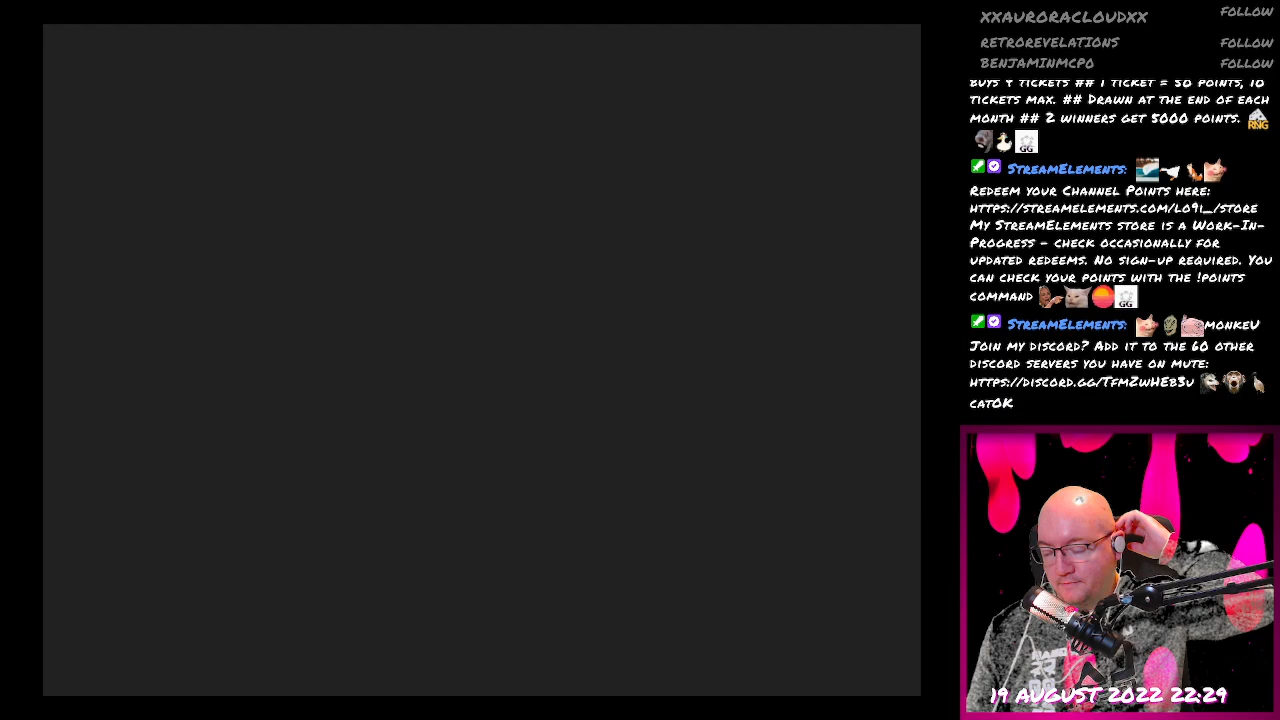 xxAuroraCloudxx Follow
RetroRevelations Follow
BenjaminMcPo Follow
buys 4 tickets ## 1 ticket = 50 points, 10
tickets max. ## Drawn at the end of each
month ## 2 winners get 5000 points.
RNG
GG
StreamElements:
Redeem your Channel Points here:
https://streamelements.com/lo9i_/store
My StreamElements store is a Work-In-
Progress - check occasionally for
updated redeems. No sign-up required. You
can check your points with the !points
command
GG
StreamElements: monkeU
Join my discord? Add it to the 60 other
discord servers you have on mute:
https://discord.gg/TfmZwHEb3u
catOK
19 August 2022 22:29